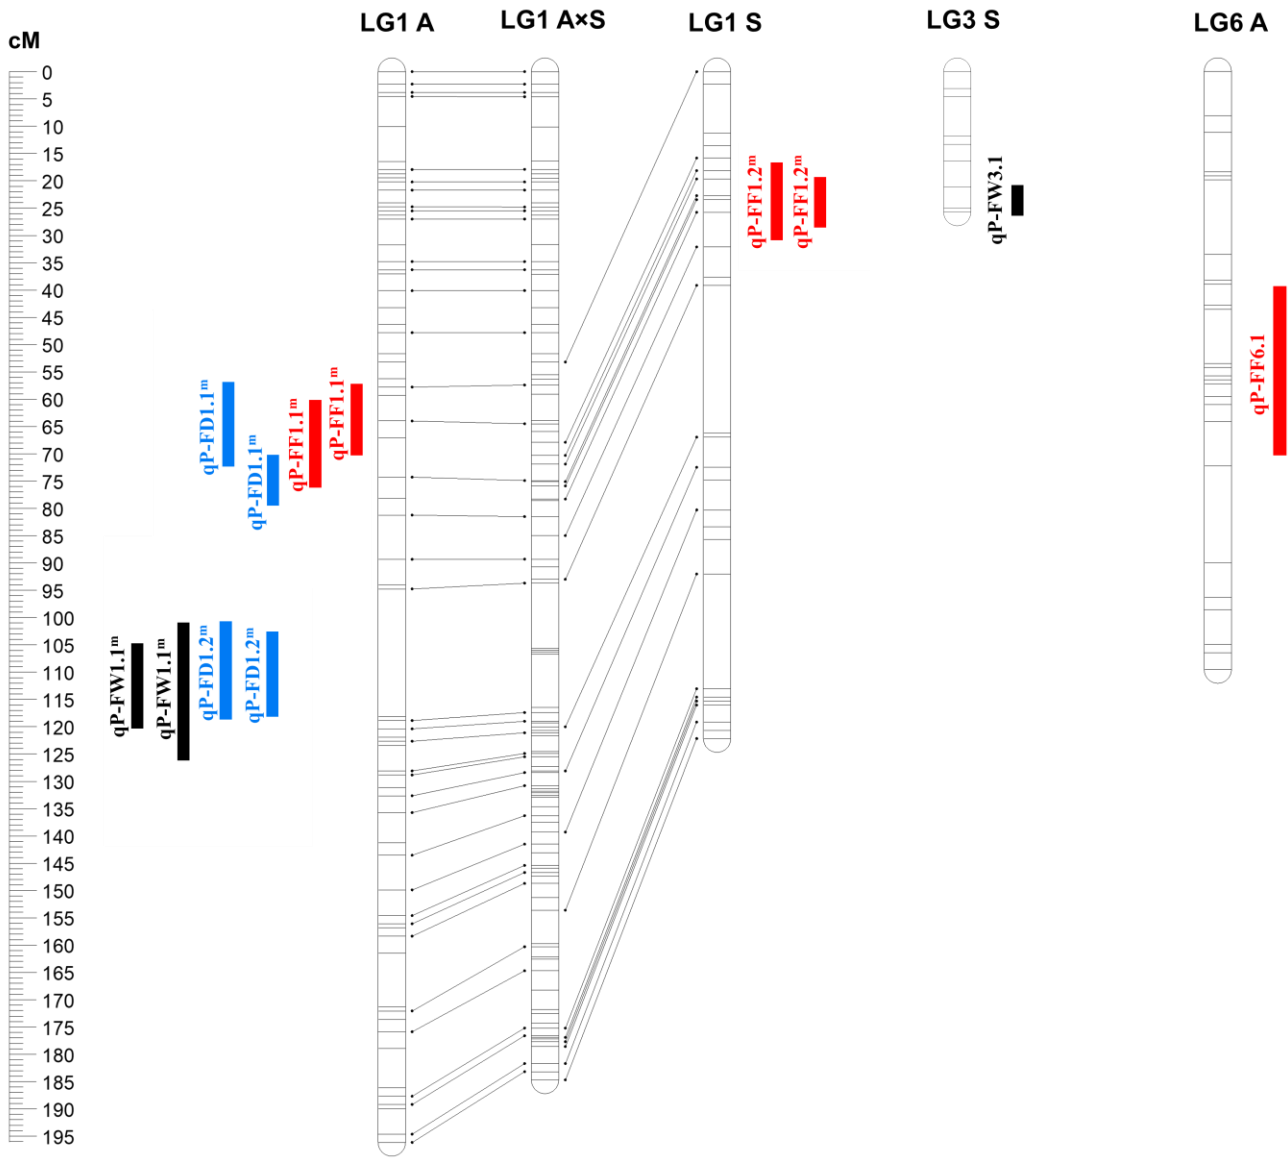 LG1 A
LG1 A×S
LG1 S
LG3 S
LG6 A
cM
0
5
10
15
20
25
30
35
40
45
50
55
60
65
70
75
80
85
90
95
100
105
110
115
120
125
130
135
140
145
150
155
160
165
170
175
180
185
190
195
qP-FW1.1ᵐ
qP-FW1.1ᵐ
qP-FD1.1ᵐ
qP-FD1.2ᵐ
qP-FD1.1ᵐ
qP-FD1.2ᵐ
qP-FF1.1ᵐ
qP-FF1.1ᵐ
qP-FF1.2ᵐ
qP-FF1.2ᵐ
qP-FW3.1
qP-FF6.1